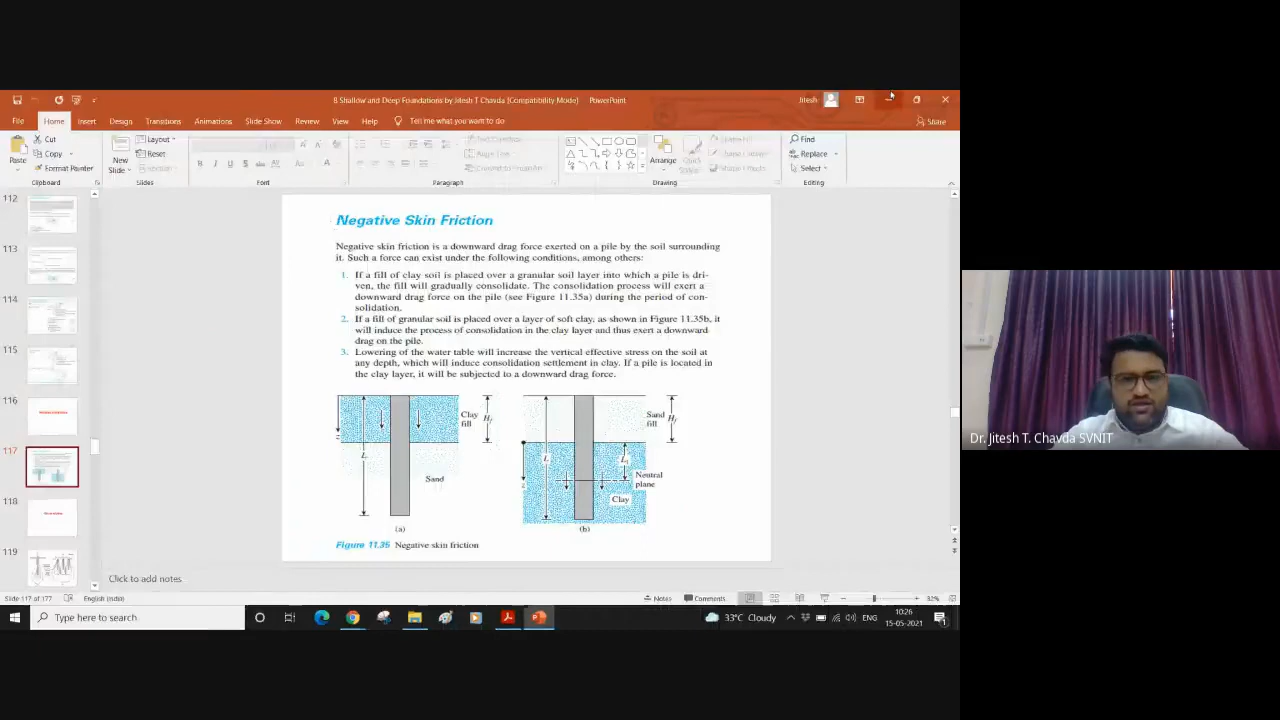 B Shallow and Deep Foundations by Jitesh T Chavda [Compatibility Mode] - PowerPoint
Jitesh
File Home Insert Design Transitions Animations Slide Show Review View Help Tell me what you want to do
Share
Paste
Cut
Copy
Format Painter
Clipboard
New
Slide
Layout
Reset
Slides
Font
Paragraph
Arrange
Quick
Styles
Drawing
Find
Replace
Select
Editing
112
113
114
115
116
117
118
119
Negative Skin Friction
Negative skin friction is a downward drag force exerted on a pile by the soil surrounding
it. Such a force can exist under the following conditions, among others:
1. If a fill of clay soil is placed over a granular soil layer into which a pile is dri-
ven, the fill will gradually consolidate. The consolidation process will exert a
downward drag force on the pile (see Figure 11.35a) during the period of con-
solidation.
2. If a fill of granular soil is placed over a layer of soft clay, as shown in Figure 11.35b, it
will induce the process of consolidation in the clay layer and thus exert a downward
drag on the pile.
3. Lowering of the water table will increase the vertical effective stress on the soil at
any depth, which will induce consolidation settlement in clay. If a pile is located in
the clay layer, it will be subjected to a downward drag force.
Clay
fill
Hf
z
L
Sand
(a)
Sand
fill
Hf
L
L1
z
Neutral
plane
Clay
(b)
Figure 11.35 Negative skin friction
Click to add notes
Slide 117 of 177 English (India)
Notes Comments
32%
Type here to search
33°C Cloudy
ENG
10:26
15-05-2021
Dr. Jitesh T. Chavda SVNIT